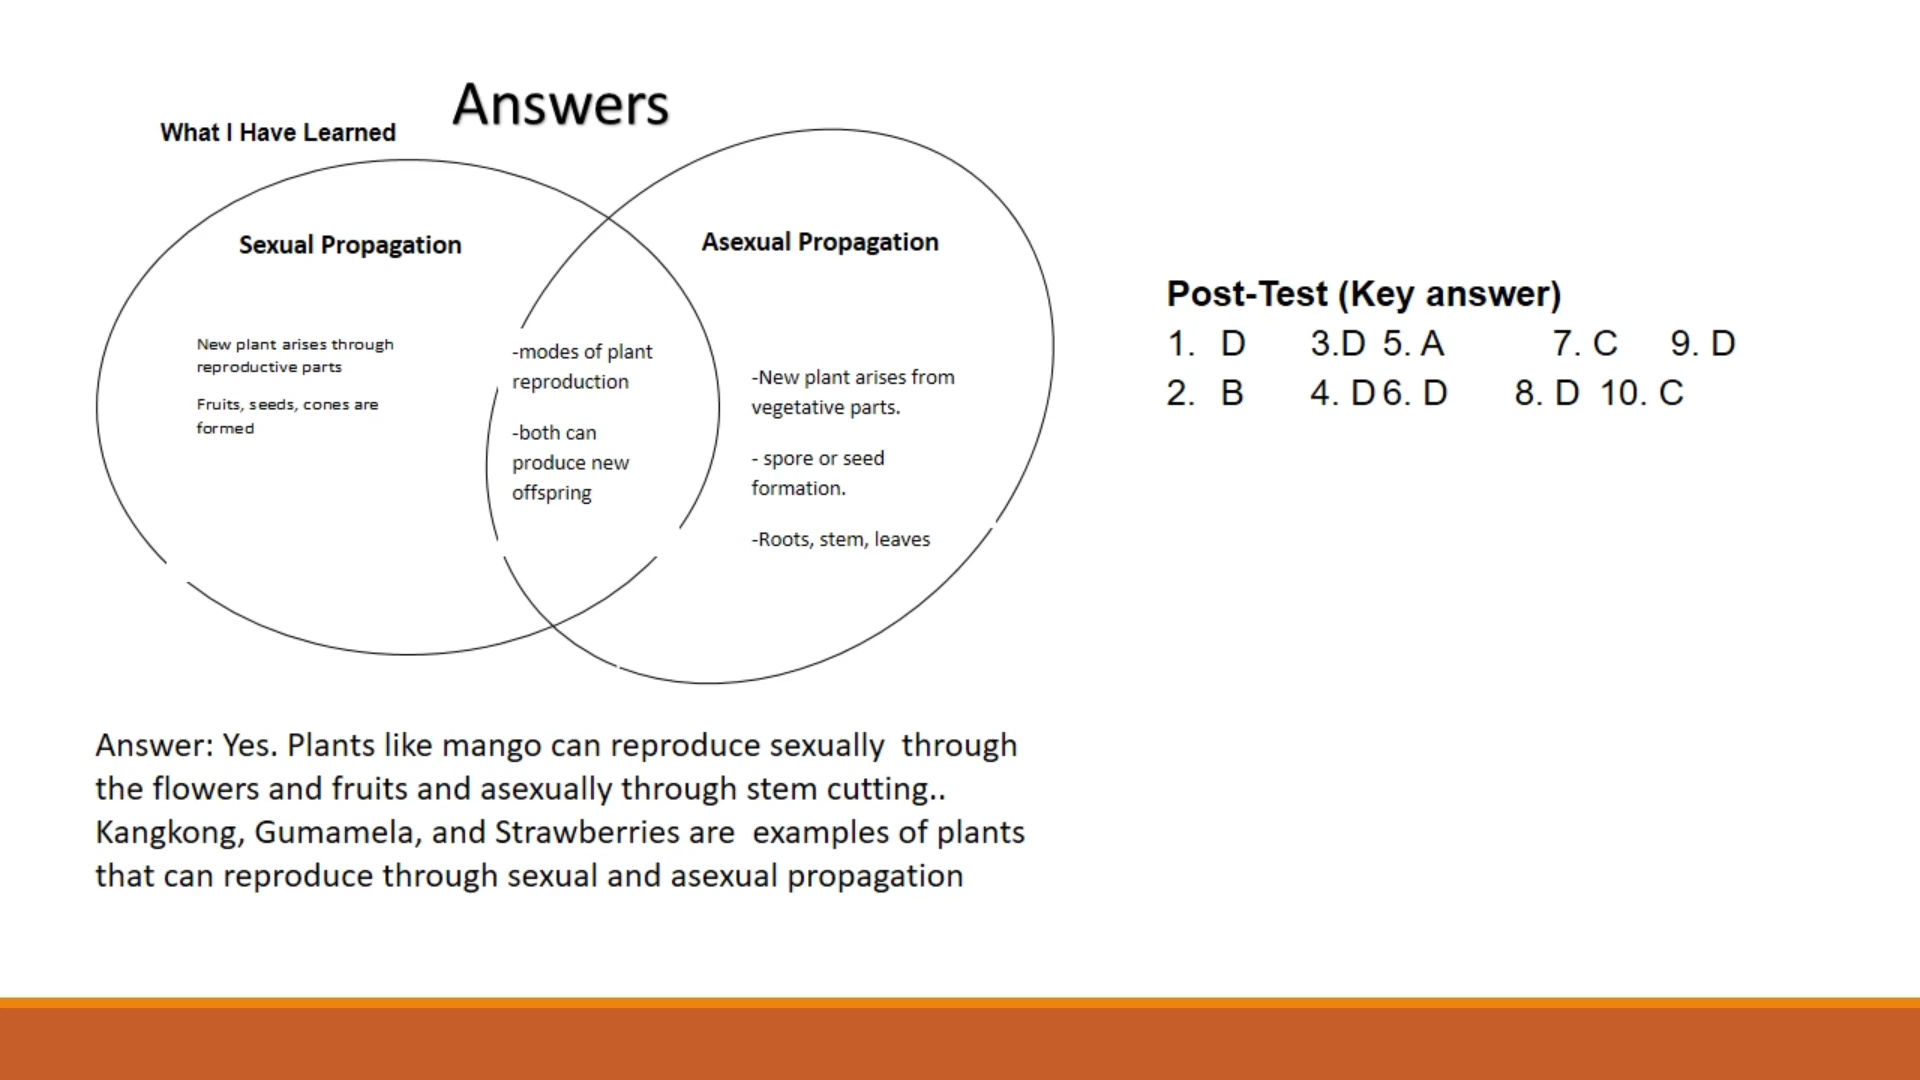 Answers
What I Have Learned
Sexual Propagation
New plant arises through
reproductive parts
Fruits, seeds, cones are
formed
-modes of plant
reproduction
-both can
produce new
offspring
Asexual Propagation
-New plant arises from
vegetative parts.
- spore or seed
formation.
-Roots, stem, leaves
Answer: Yes. Plants like mango can reproduce sexually  through
the flowers and fruits and asexually through stem cutting..
Kangkong, Gumamela, and Strawberries are  examples of plants
that can reproduce through sexual and asexual propagation
Post-Test (Key answer)
1. D 3.D 5. A 7. C 9. D
2. B 4. D 6. D 8. D 10. C